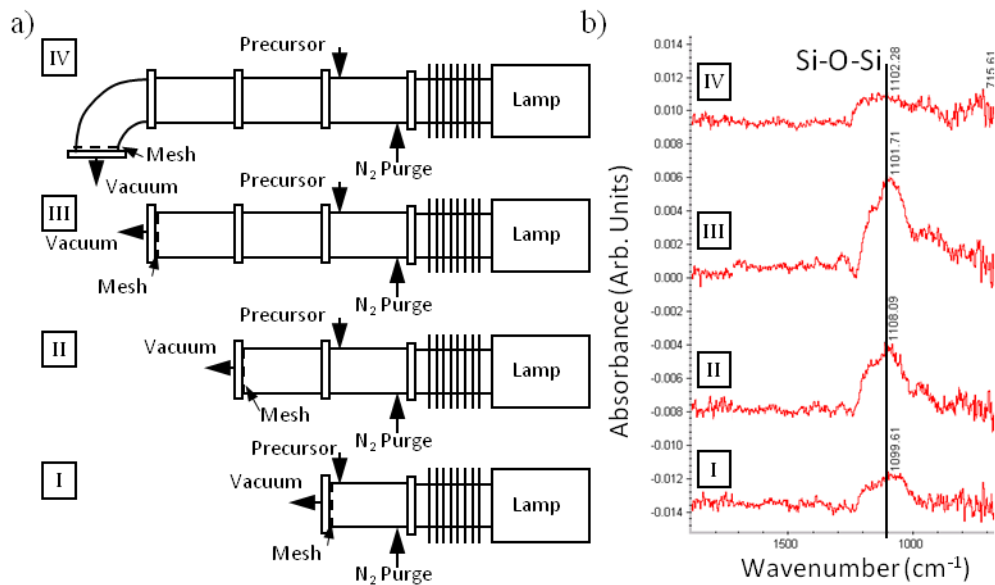 a)
IV
Precursor
Lamp
Mesh
Vacuum
N2 Purge
III
Precursor
Vacuum
Lamp
Mesh
N2 Purge
II
Precursor
Vacuum
Lamp
Mesh
N2 Purge
I
Precursor
Vacuum
Lamp
Mesh
N2 Purge
b)
Absorbance (Arb. Units)
0.014
0.012
0.010
0.008
0.006
0.004
0.002
0.000
-0.002
-0.004
-0.006
-0.008
-0.010
-0.012
-0.014
Si-O-Si
IV
1102.28
715.61
III
1101.71
II
1108.09
I
1099.61
1500
1000
Wavenumber (cm-1)